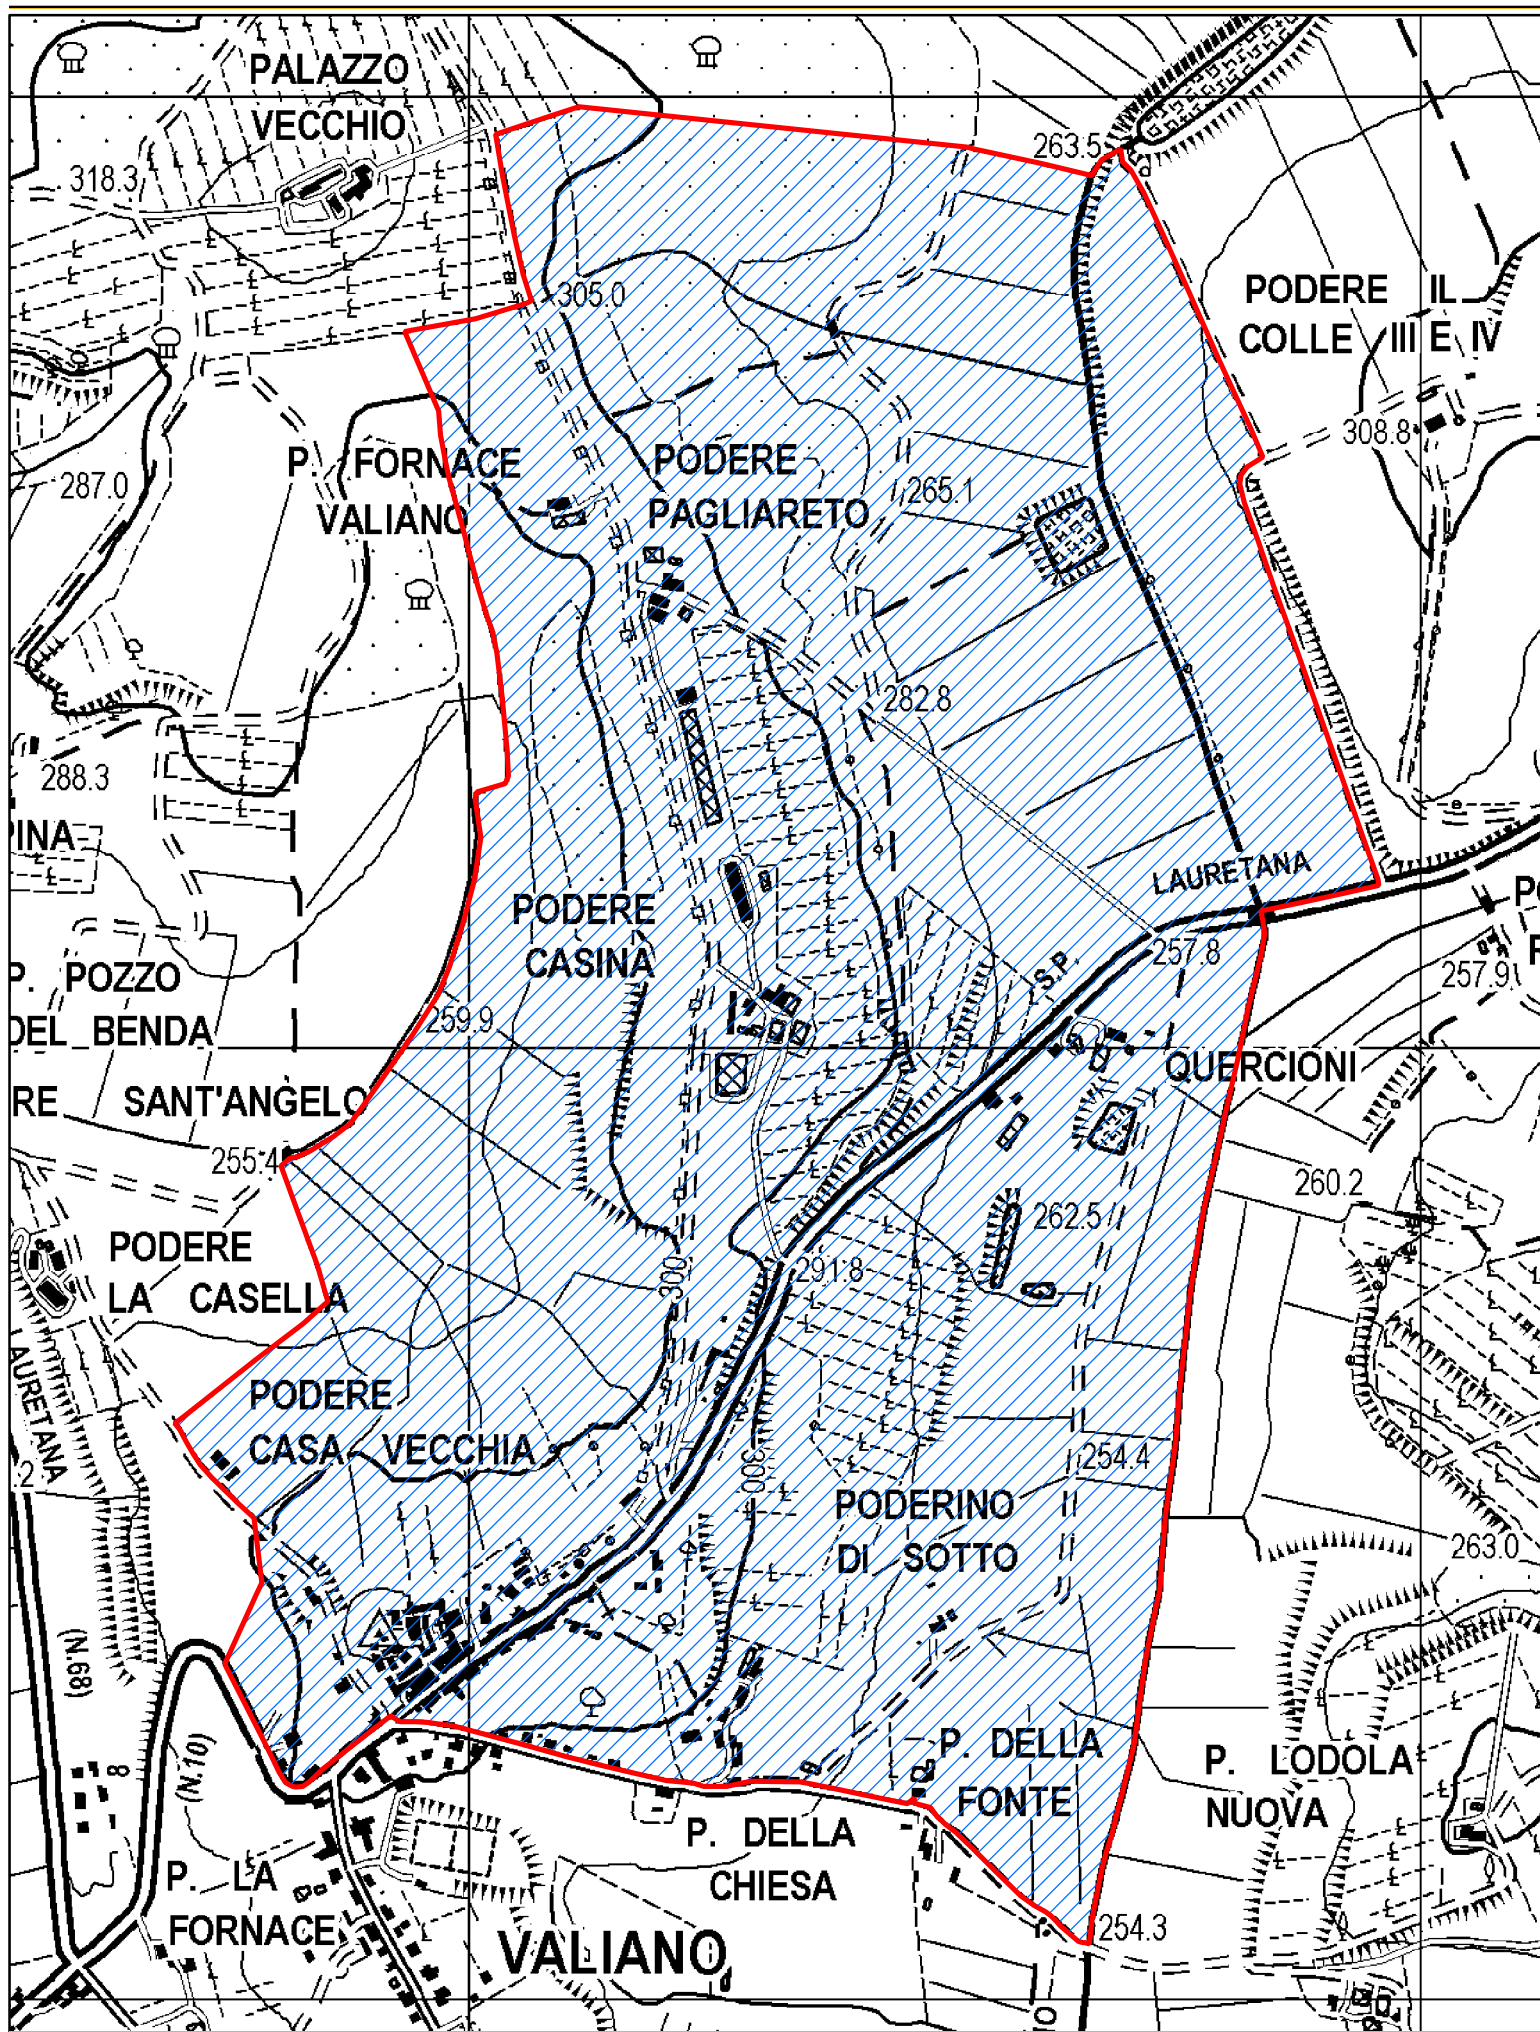 PALAZZO
VECCHIO
263.5
318.3
305.0
PODERE IL
COLLE III E IV
308.8
P. FORNACE
VALIANO
PODERE
PAGLIARETO
287.0
265.1
282.8
288.3
LAURETANA
PODERE
CASINA
S.P.
257.8
257.9
P. POZZO
DEL BENDA
259.9
QUERCIONI
RE SANT'ANGELO
255.4
260.2
262.5
PODERE
LA CASELLA
291.8
300
AURETANA
PODERE
CASA VECCHIA
254.4
300
PODERINO
DI SOTTO
263.0
(N.68)
(N.10)
8
P. DELLA
FONTE
P. LODOLA
NUOVA
P. DELLA
CHIESA
P. LA
FORNACE
VALIANO
254.3